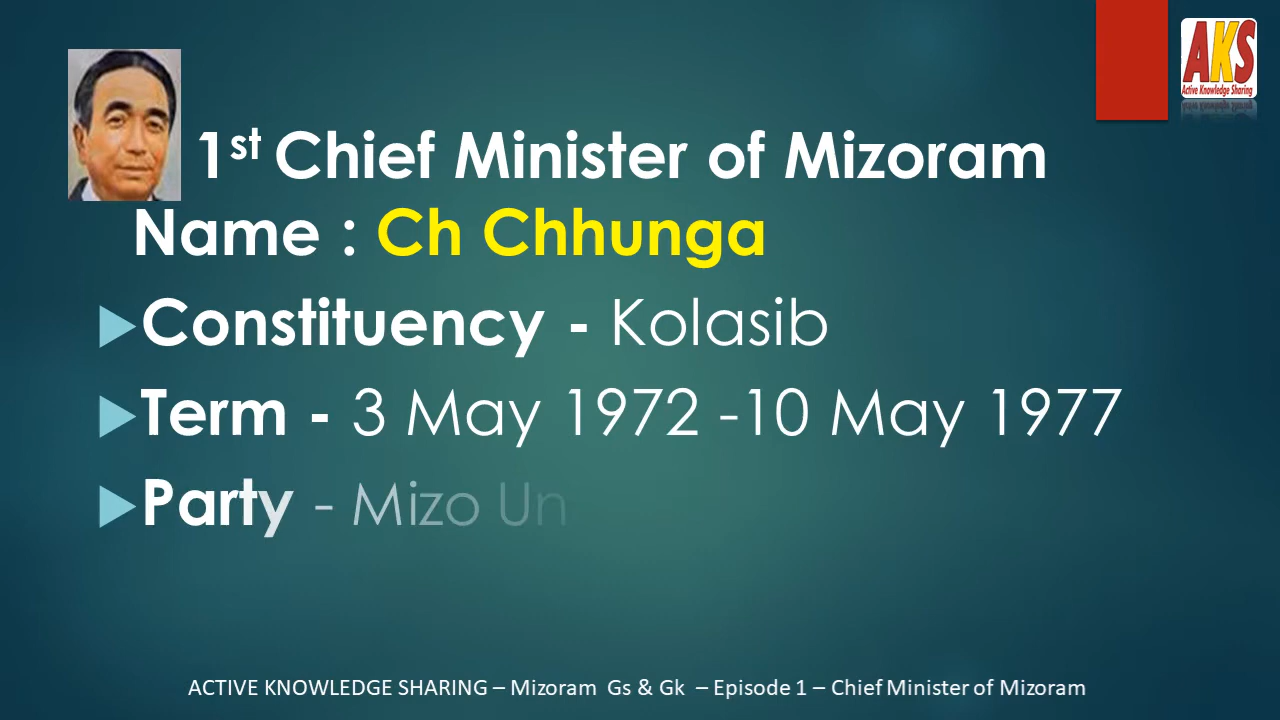 AKS
Active Knowledge Sharing
1st Chief Minister of Mizoram
Name : Ch Chhunga
Constituency - Kolasib
Term - 3 May 1972 -10 May 1977
Party - Mizo Un
ACTIVE KNOWLEDGE SHARING – Mizoram Gs & Gk – Episode 1 – Chief Minister of Mizoram